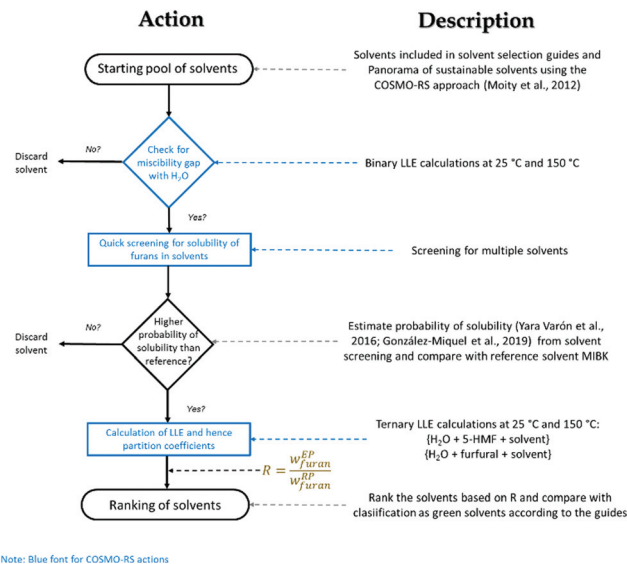 Action
Description
Starting pool of solvents
Solvents included in solvent selection guides and
Panorama of sustainable solvents using the
COSMO-RS approach (Moity et al., 2012)
Check for
miscibility gap
with H₂O
No?
Discard
solvent
Binary LLE calculations at 25 °C and 150 °C
Yes?
Quick screening for solubility of
furans in solvents
Screening for multiple solvents
Higher
probability of
solubility than
reference?
No?
Discard
solvent
Estimate probability of solubility (Yara Varón et al.,
2016; González-Miquel et al., 2019) from solvent
screening and compare with reference solvent MIBK
Yes?
Calculation of LLE and hence
partition coefficients
Ternary LLE calculations at 25 °C and 150 °C:
{H₂O + 5-HMF + solvent}
{H₂O + furfural + solvent}
R = w^{EP}_{furan} / w^{RP}_{furan}
Ranking of solvents
Rank the solvents based on R and compare with
clasiification as green solvents according to the guides
Note: Blue font for COSMO-RS actions